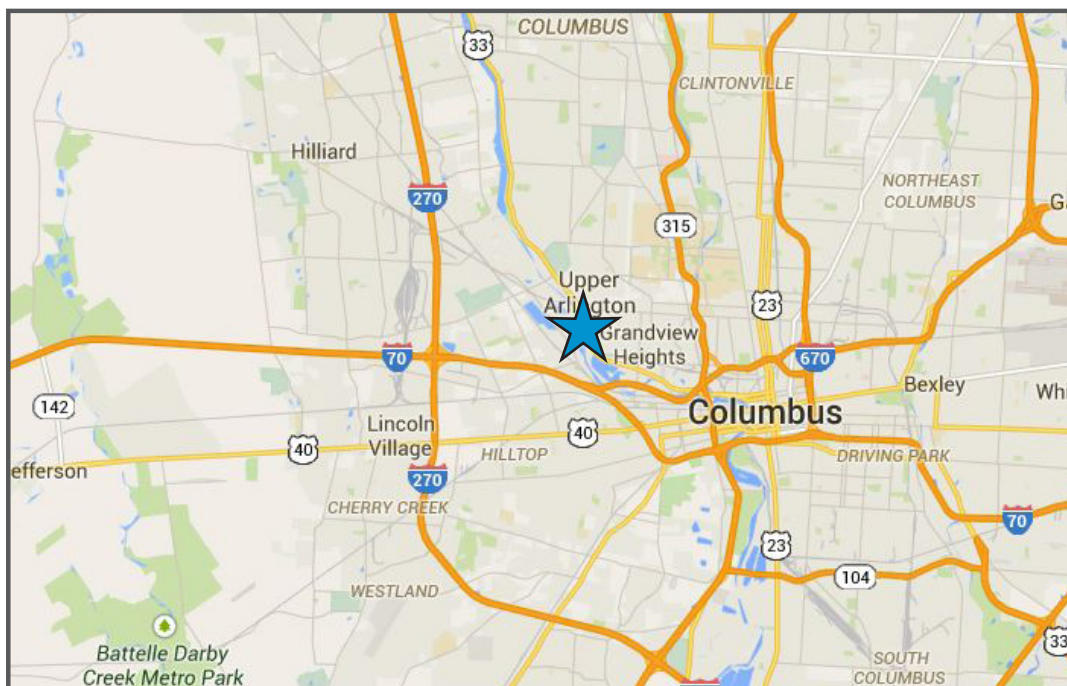 COLUMBUS
33
CLINTONVILLE
Hilliard
270
NORTHEAST
COLUMBUS
Ga
315
Upper
Arlington
23
Grandview
Heights
70
670
Bexley
142
Whi
Columbus
Lincoln
Village
40
40
HILLTOP
DRIVING PARK
efferson
270
CHERRY CREEK
70
23
104
WESTLAND
33
Battelle Darby
Creek Metro Park
SOUTH
COLUMBUS